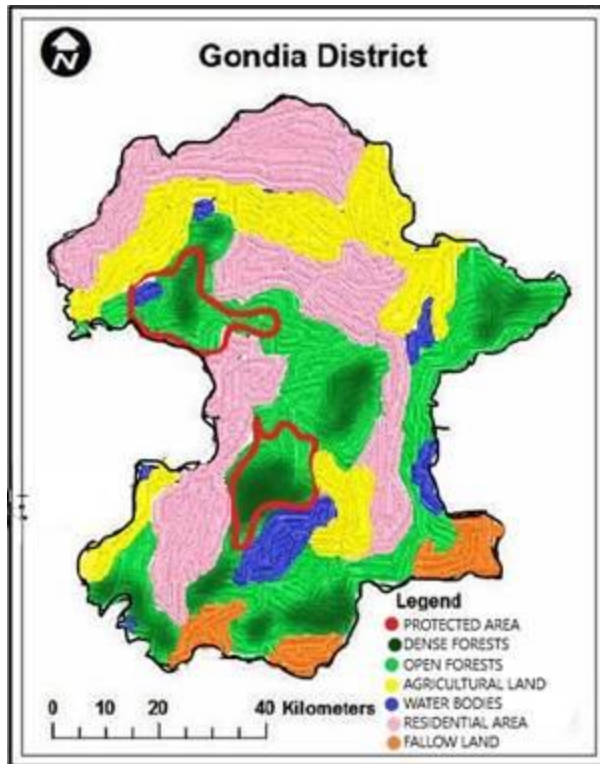 N
Gondia District
Legend
PROTECTED AREA
DENSE FORESTS
OPEN FORESTS
AGRICULTURAL LAND
WATER BODIES
RESIDENTIAL AREA
FALLOW LAND
0 10 20 40 Kilometers